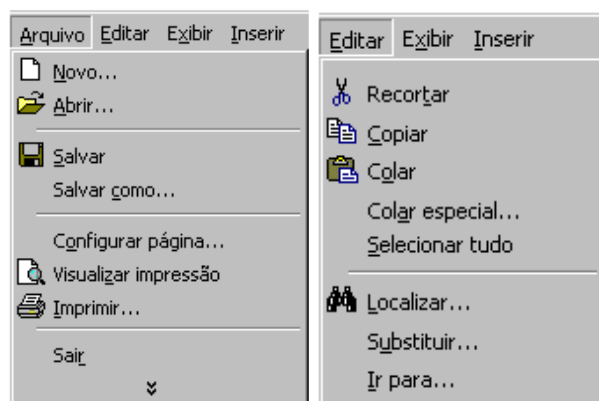 Arquivo Editar Exibir Inserir
Novo...
Abrir...
Salvar
Salvar como...
Configurar página...
Visualizar impressão
Imprimir...
Sair
Editar Exibir Inserir
Recortar
Copiar
Colar
Colar especial...
Selecionar tudo
Localizar...
Substituir...
Ir para...